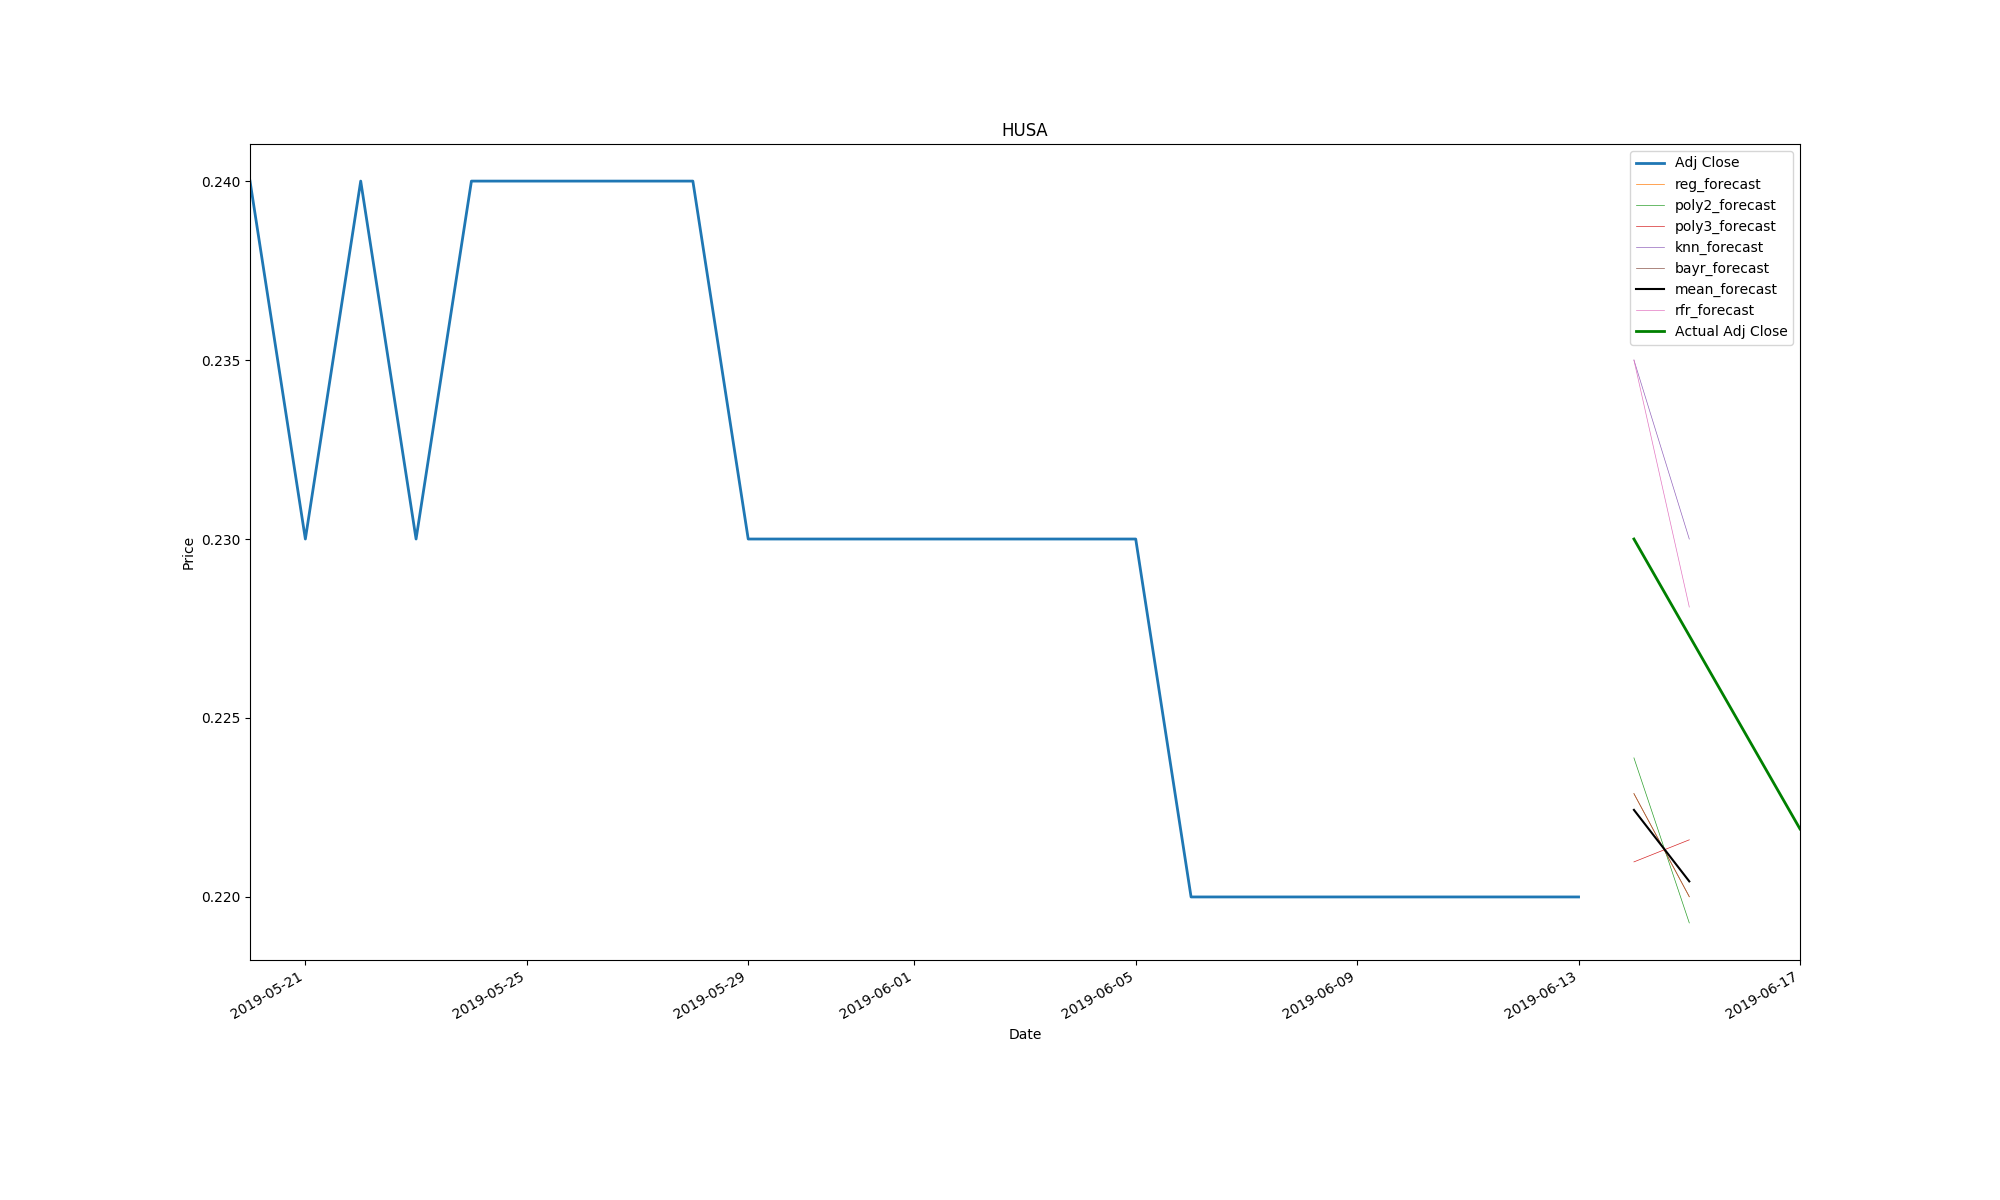 HUSA
0.240
0.235
0.230
0.225
0.220
Price
Adj Close
reg_forecast
poly2_forecast
poly3_forecast
knn_forecast
bayr_forecast
mean_forecast
rfr_forecast
Actual Adj Close
2019-05-21
2019-05-25
2019-05-29
2019-06-01
2019-06-05
2019-06-09
2019-06-13
2019-06-17
Date